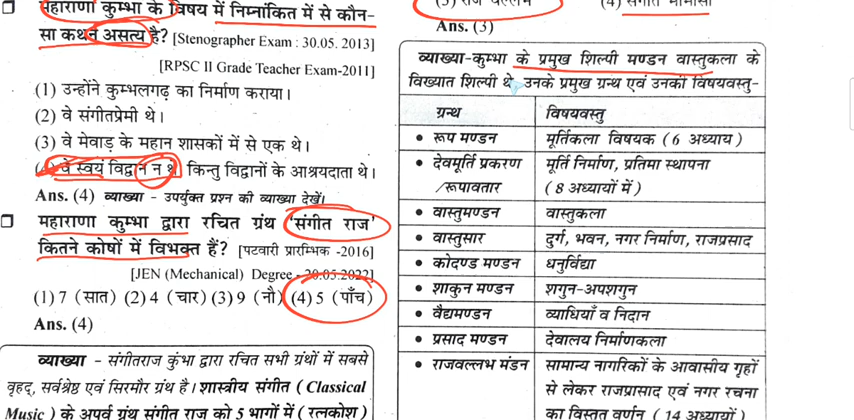 महाराणा कुम्भा के विषय में निम्नांकित में से कौन-
सा कथन असत्य है? [Stenographer Exam : 30.05. 2013]
[RPSC II Grade Teacher Exam-2011]
(1) उन्होंने कुम्भलगढ़ का निर्माण कराया।
(2) वे संगीतप्रेमी थे।
(3) वे मेवाड़ के महान शासकों में से एक थे।
(4) वे स्वयं विद्वान न थे किन्तु विद्वानों के आश्रयदाता थे।
Ans. (4) व्याख्या - उपर्युक्त प्रश्न की व्याख्या देखें।
महाराणा कुम्भा द्वारा रचित ग्रंथ 'संगीत राज'
कितने कोषों में विभक्त हैं? [पटवारी प्रारम्भिक -2016]
[JEN (Mechanical) Degree - 20.05.2022]
(1) 7 (सात) (2) 4 (चार) (3) 9 (नौ) (4) 5 (पाँच)
Ans. (4)
व्याख्या - संगीतराज कुंभा द्वारा रचित सभी ग्रंथों में सबसे
वृहद्, सर्वश्रेष्ठ एवं सिरमौर ग्रंथ है। शास्त्रीय संगीत (Classical
Music) के अपूर्व ग्रंथ संगीत राज को 5 भागों में (रत्नकोश)
(3) राज वल्लभ (4) संगीत मीमांसा
Ans. (3)
व्याख्या-कुम्भा के प्रमुख शिल्पी मण्डन वास्तुकला के
विख्यात शिल्पी थे उनके प्रमुख ग्रन्थ एवं उनकी विषयवस्तु-
ग्रन्थ विषयवस्तु
• रूप मण्डन मूर्तिकला विषयक (6 अध्याय)
• देवमूर्ति प्रकरण मूर्ति निर्माण, प्रतिमा स्थापना
/रूपावतार (8 अध्यायों में)
• वास्तुमण्डन वास्तुकला
• वास्तुसार दुर्ग, भवन, नगर निर्माण, राजप्रसाद
• कोदण्ड मण्डन धनुर्विद्या
• शाकुन मण्डन शगुन-अपशगुन
• वैद्यमण्डन व्याधियाँ व निदान
• प्रसाद मण्डन देवालय निर्माणकला
• राजवल्लभ मंडन सामान्य नागरिकों के आवासीय गृहों
से लेकर राजप्रासाद एवं नगर रचना
का विस्तृत वर्णन (14 अध्यायों)